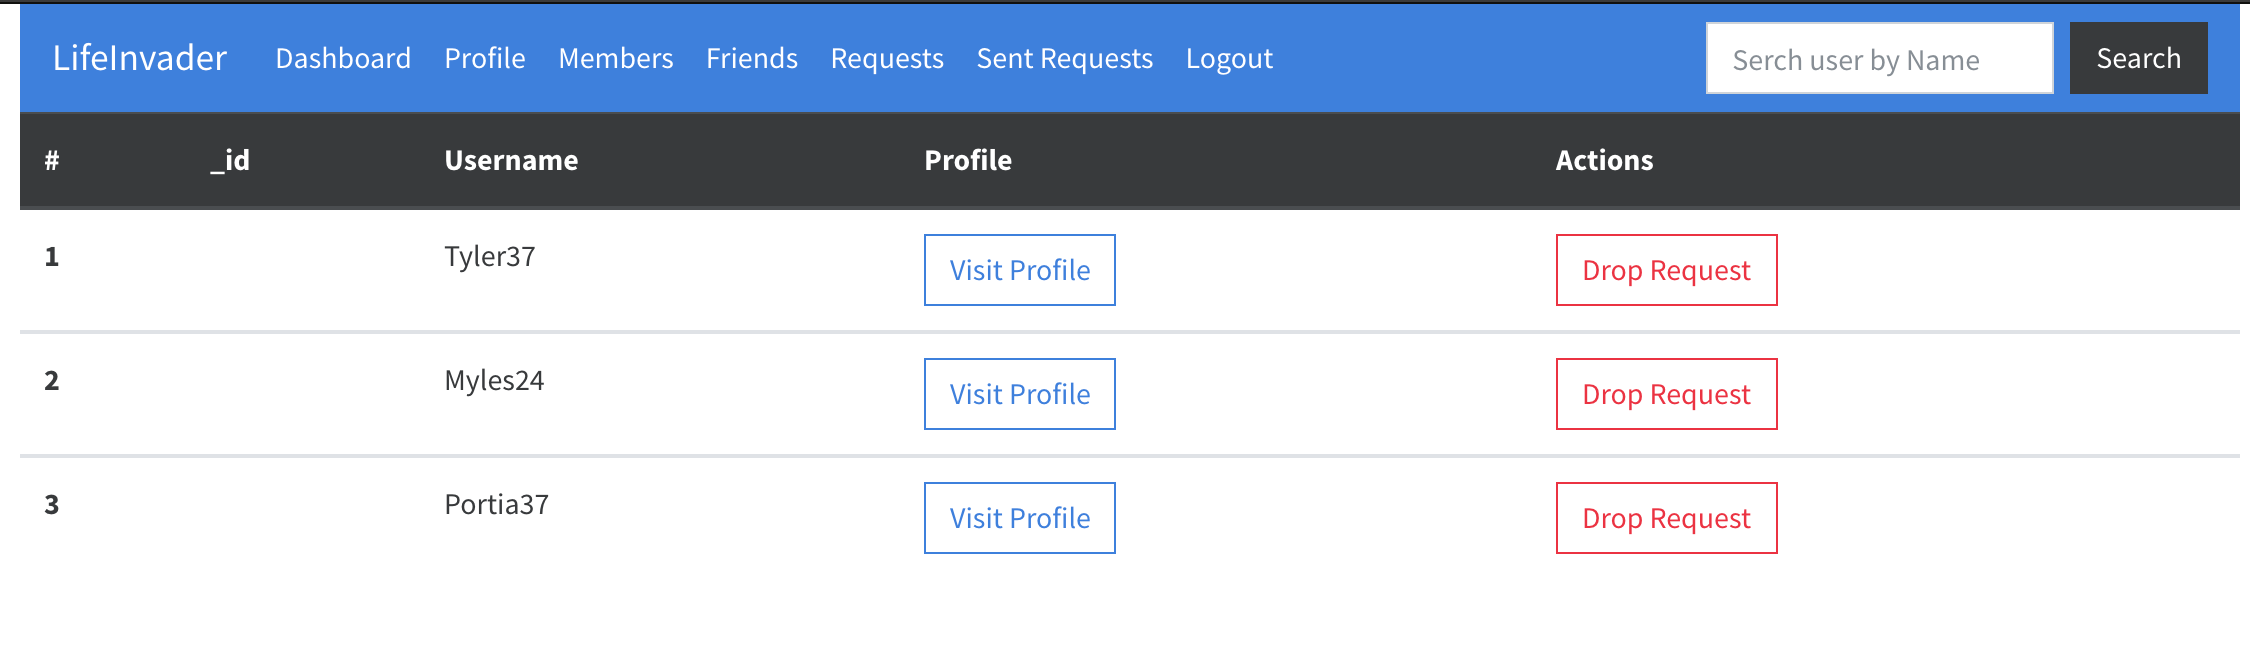 LifeInvader Dashboard Profile Members Friends Requests Sent Requests Logout Serch user by Name Search
# _id Username Profile Actions
1 Tyler37 Visit Profile Drop Request
2 Myles24 Visit Profile Drop Request
3 Portia37 Visit Profile Drop Request